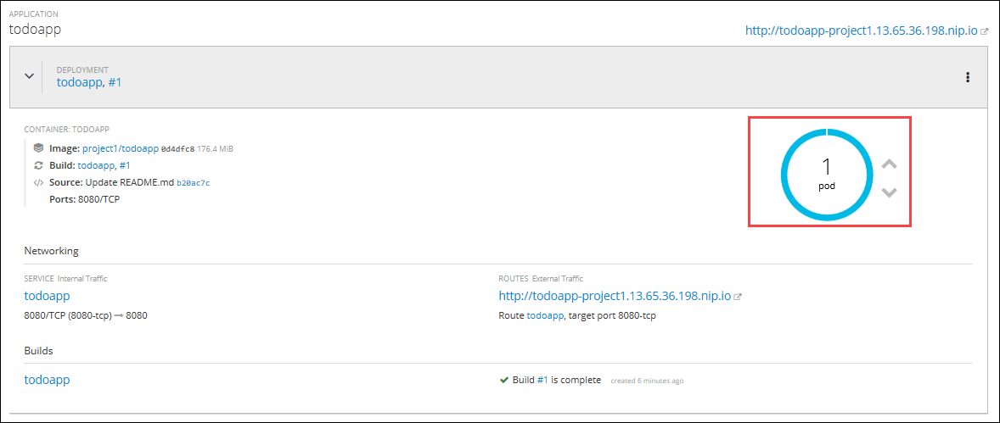 APPLICATION
todoapp
http://todoapp-project1.13.65.36.198.nip.io
DEPLOYMENT
todoapp, #1
CONTAINER: TODOAPP
Image: project1/todoapp 0d4dfc8 176.4 MiB
Build: todoapp, #1
Source: Update README.md b20ac7c
Ports: 8080/TCP
1
pod
Networking
SERVICE Internal Traffic
todoapp
8080/TCP (8080-tcp) → 8080
ROUTES External Traffic
http://todoapp-project1.13.65.36.198.nip.io
Route todoapp, target port 8080-tcp
Builds
todoapp
Build #1 is complete created 6 minutes ago